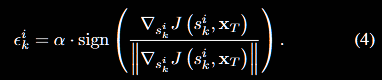 ϵ_k^i = α · sign ( ∇_{s_k^i} J (s_k^i, x_T) / ‖∇_{s_k^i} J (s_k^i, x_T)‖ ) . (4)